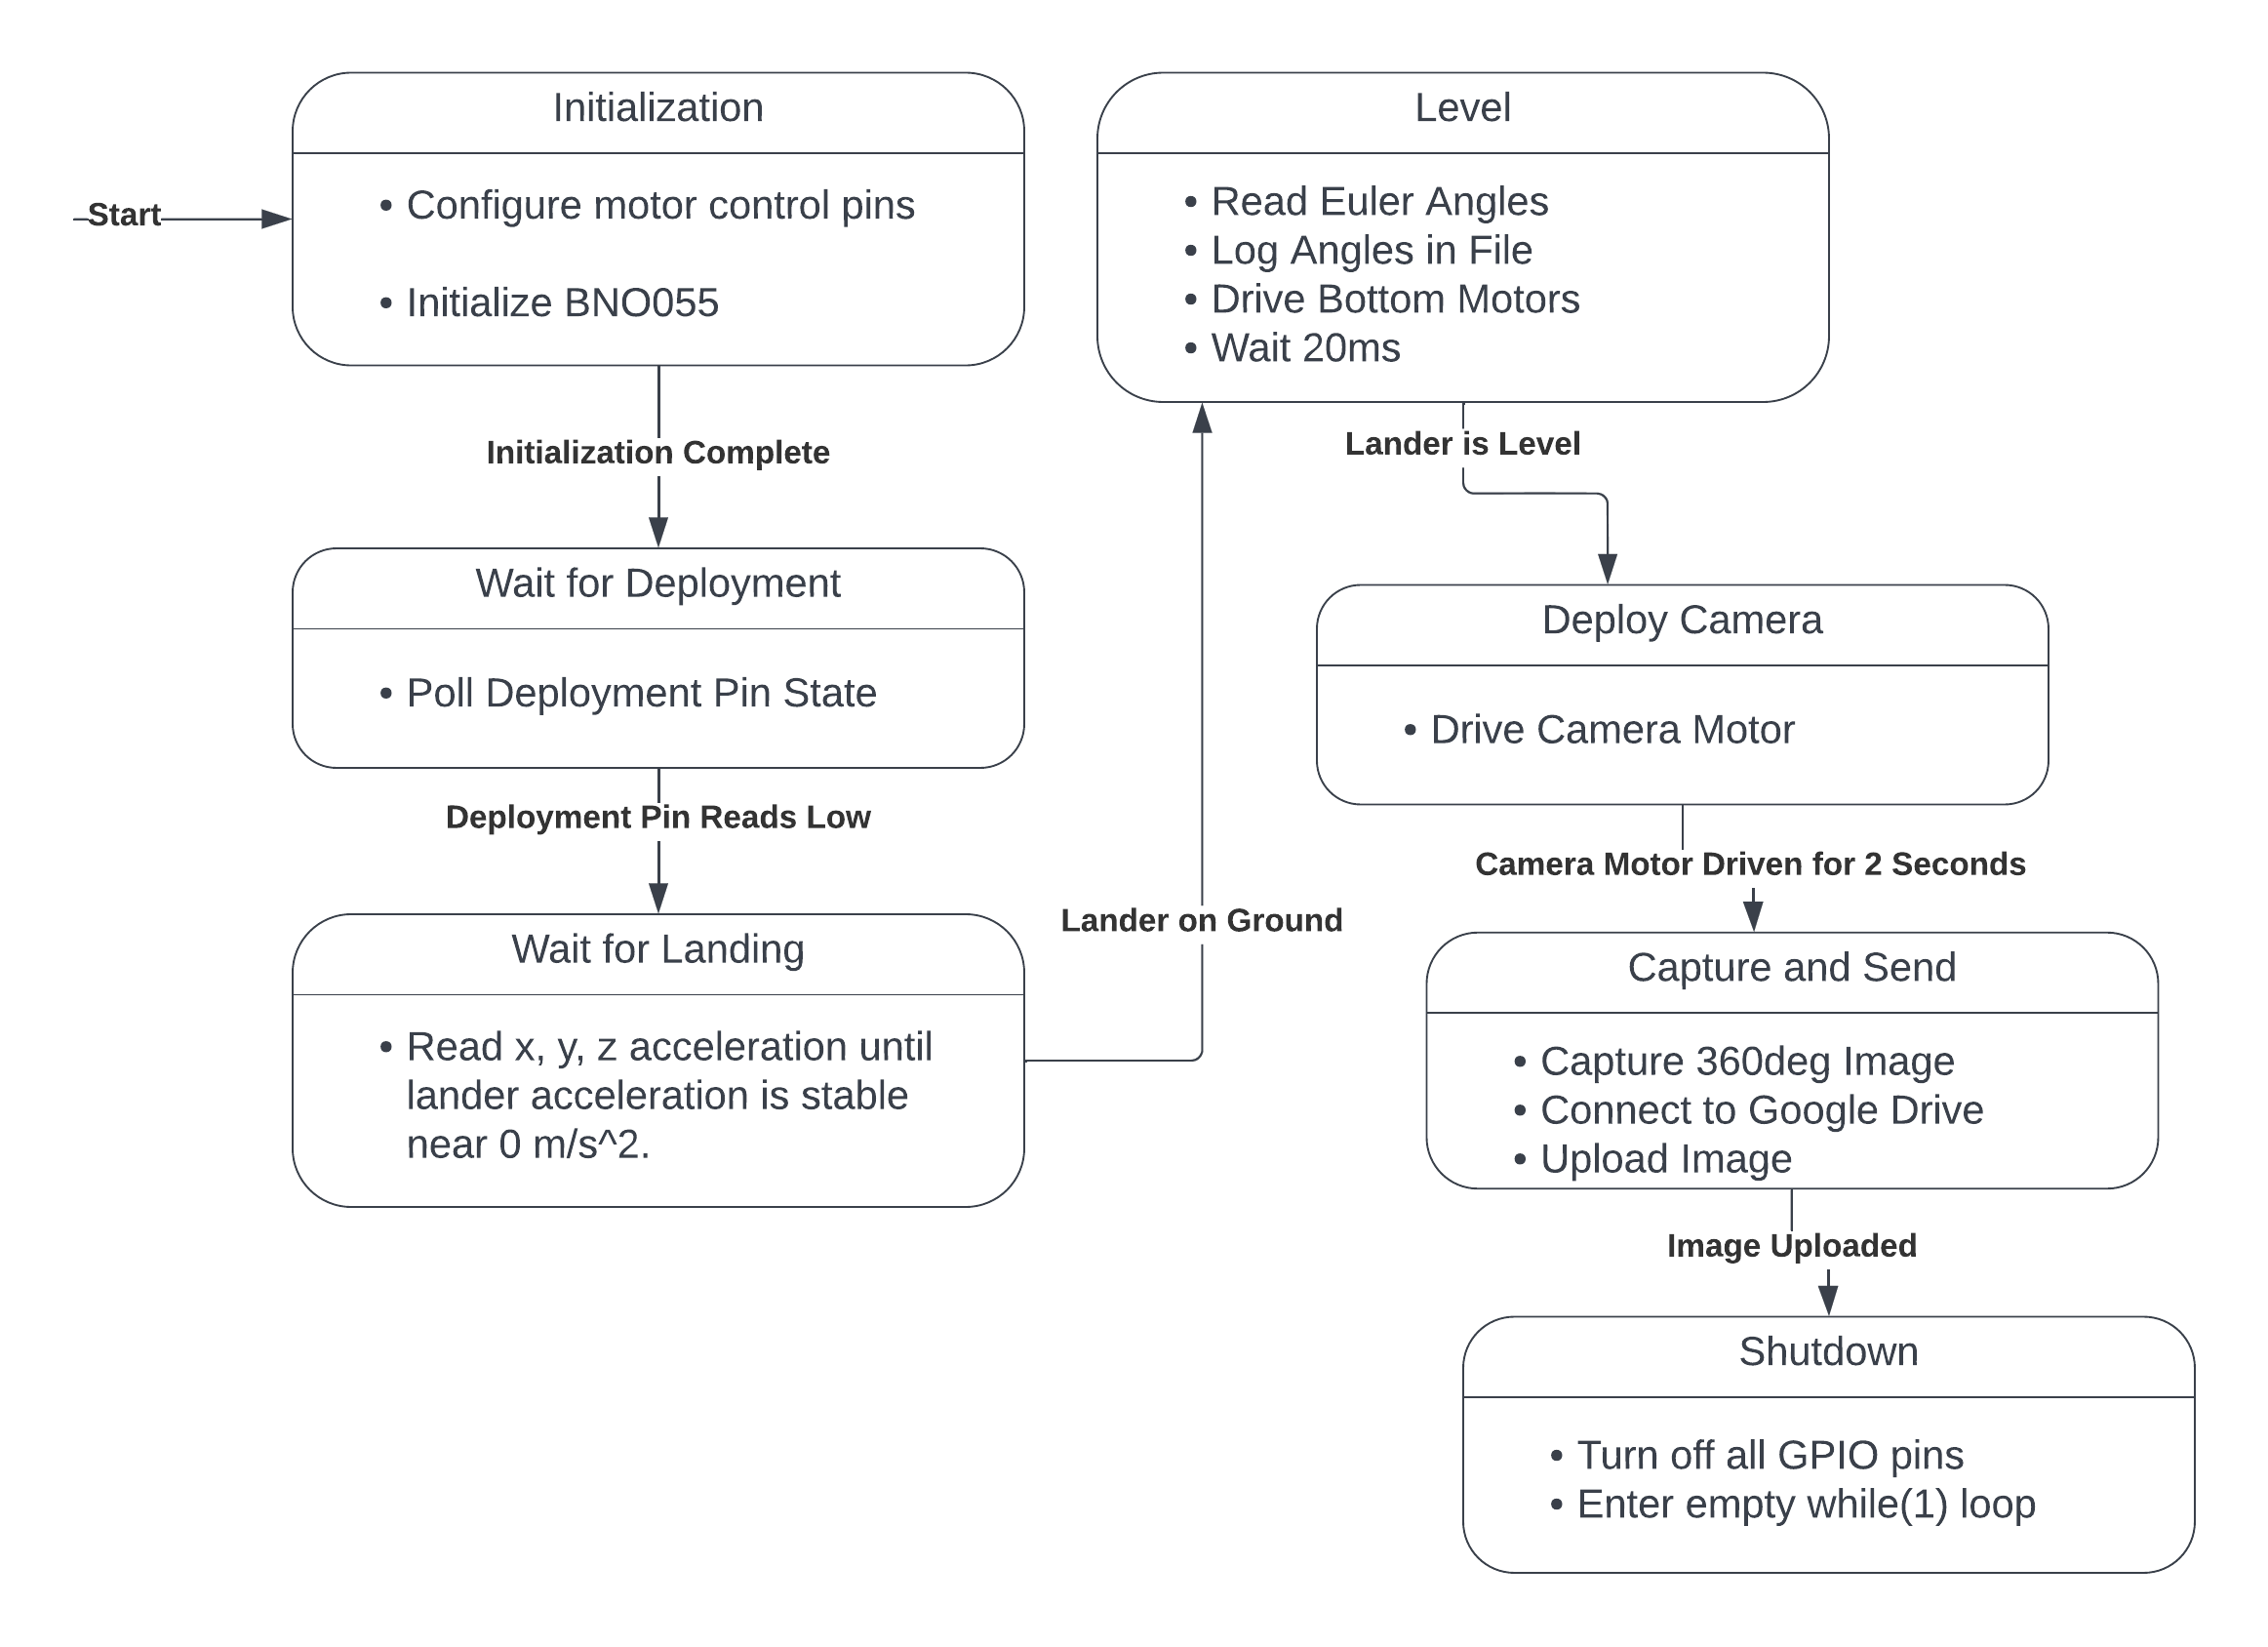 Start
Initialization
• Configure motor control pins
• Initialize BNO055
Initialization Complete
Wait for Deployment
• Poll Deployment Pin State
Deployment Pin Reads Low
Wait for Landing
• Read x, y, z acceleration until
lander acceleration is stable
near 0 m/s^2.
Lander on Ground
Level
• Read Euler Angles
• Log Angles in File
• Drive Bottom Motors
• Wait 20ms
Lander is Level
Deploy Camera
• Drive Camera Motor
Camera Motor Driven for 2 Seconds
Capture and Send
• Capture 360deg Image
• Connect to Google Drive
• Upload Image
Image Uploaded
Shutdown
• Turn off all GPIO pins
• Enter empty while(1) loop